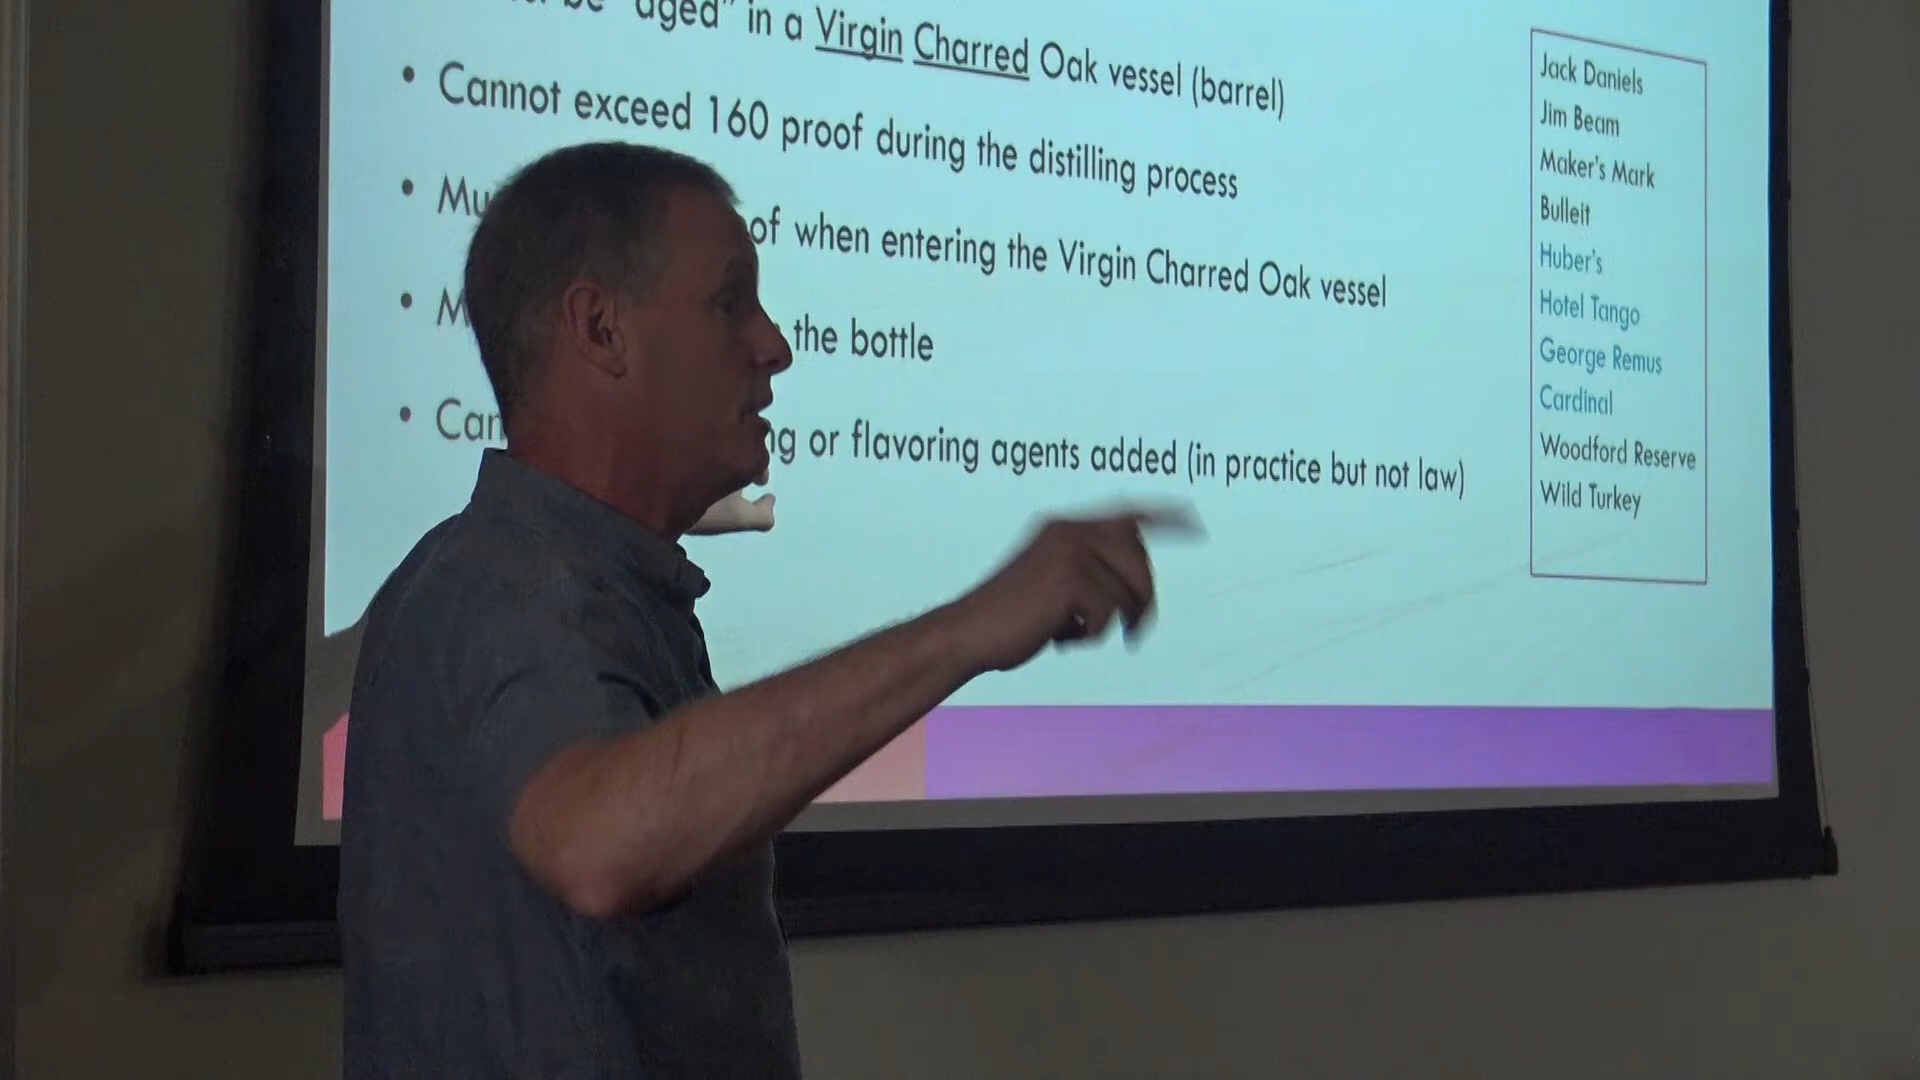 be "aged" in a Virgin Charred Oak vessel (barrel)
• Cannot exceed 160 proof during the distilling process
• Mu of when entering the Virgin Charred Oak vessel
• M the bottle
• Can ng or flavoring agents added (in practice but not law)
Jack Daniels
Jim Beam
Maker's Mark
Bulleit
Huber's
Hotel Tango
George Remus
Cardinal
Woodford Reserve
Wild Turkey